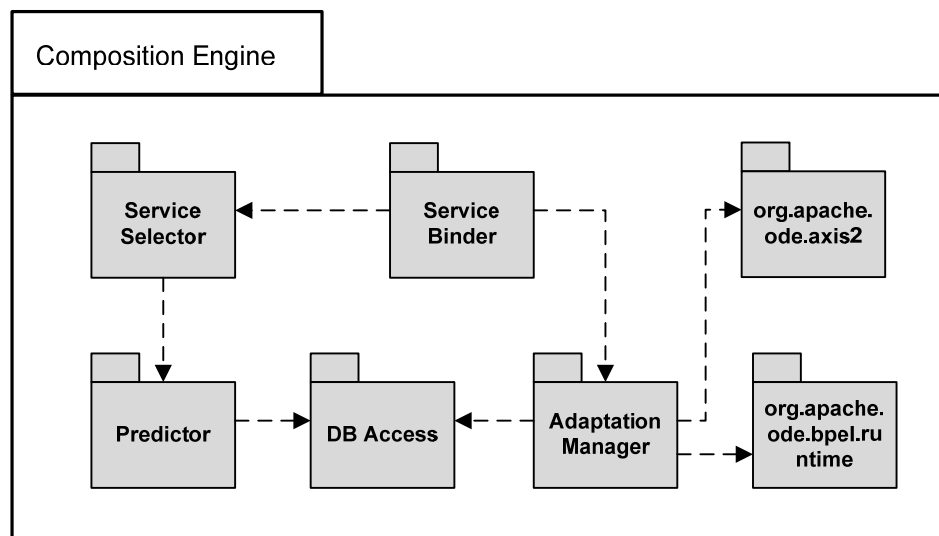 Composition Engine
Service
Selector
Service
Binder
org.apache.
ode.axis2
Predictor
DB Access
Adaptation
Manager
org.apache.
ode.bpel.ru
ntime